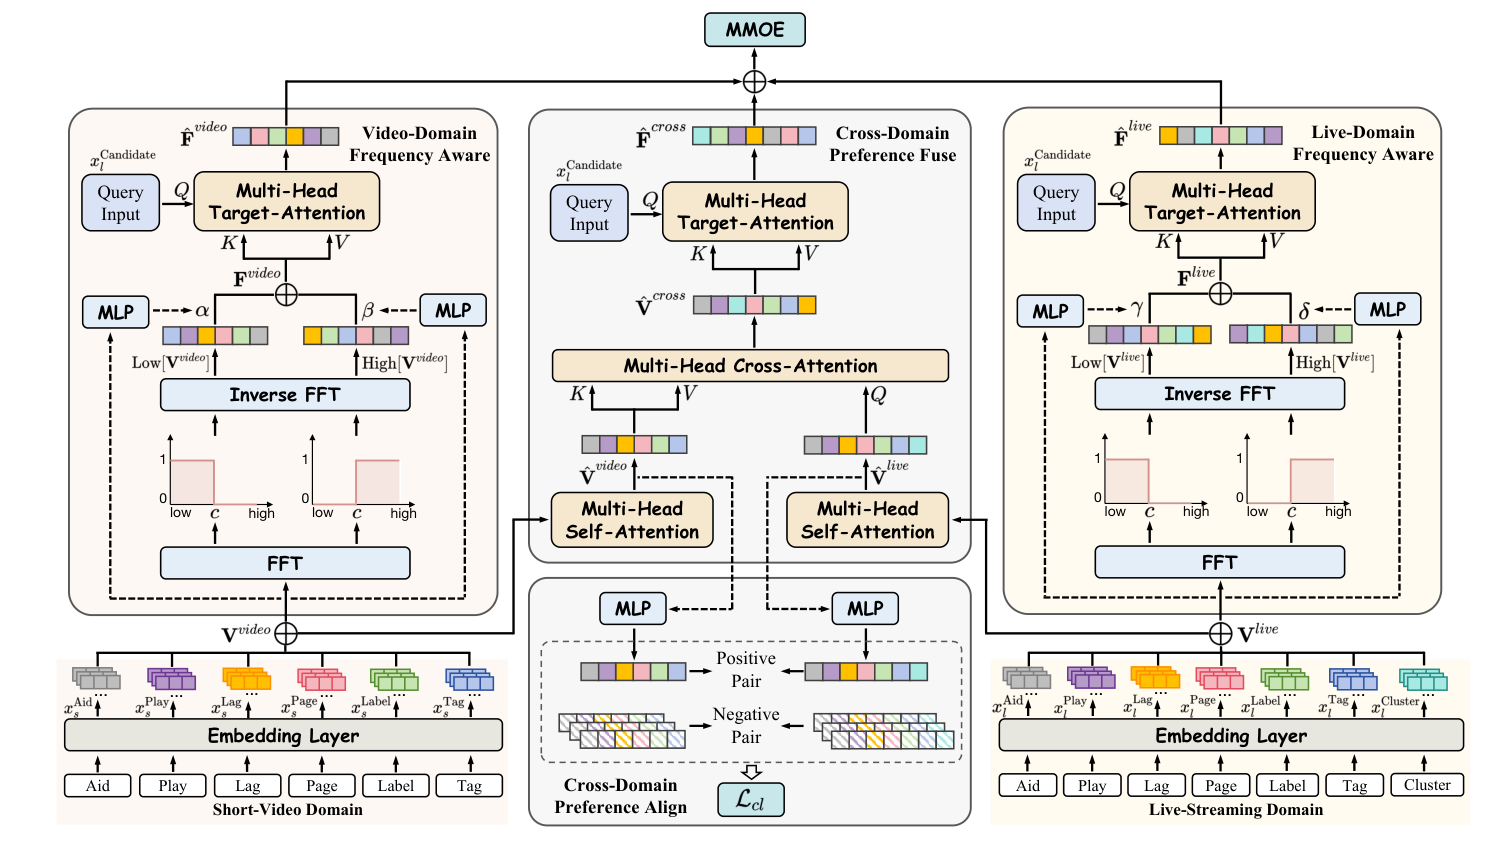 MMOE
F̂^video
Video-Domain
Frequency Aware
x_l^Candidate
Query
Input
Q
Multi-Head
Target-Attention
K
V
F^video
MLP
α
β
MLP
Low[V^video]
High[V^video]
Inverse FFT
1
0
low
c
high
1
0
low
c
high
FFT
V^video
x_s^Aid
...
x_s^Play
...
x_s^Lag
...
x_s^Page
...
x_s^Label
...
x_s^Tag
...
Embedding Layer
Aid
Play
Lag
Page
Label
Tag
Short-Video Domain
F̂^cross
Cross-Domain
Preference Fuse
x_l^Candidate
Query
Input
Q
Multi-Head
Target-Attention
K
V
V̂^cross
Multi-Head Cross-Attention
K
V
Q
V̂^video
V̂^live
Multi-Head
Self-Attention
Multi-Head
Self-Attention
MLP
MLP
Positive
Pair
Negative
Pair
Cross-Domain
Preference Align
ℒ_cl
F̂^live
Live-Domain
Frequency Aware
x_l^Candidate
Query
Input
Q
Multi-Head
Target-Attention
K
V
F^live
MLP
γ
δ
MLP
Low[V^live]
High[V^live]
Inverse FFT
1
0
low
c
high
1
0
low
c
high
FFT
V^live
x_l^Aid
...
x_l^Play
...
x_l^Lag
...
x_l^Page
...
x_l^Label
...
x_l^Tag
...
x_l^Cluster
...
Embedding Layer
Aid
Play
Lag
Page
Label
Tag
Cluster
Live-Streaming Domain